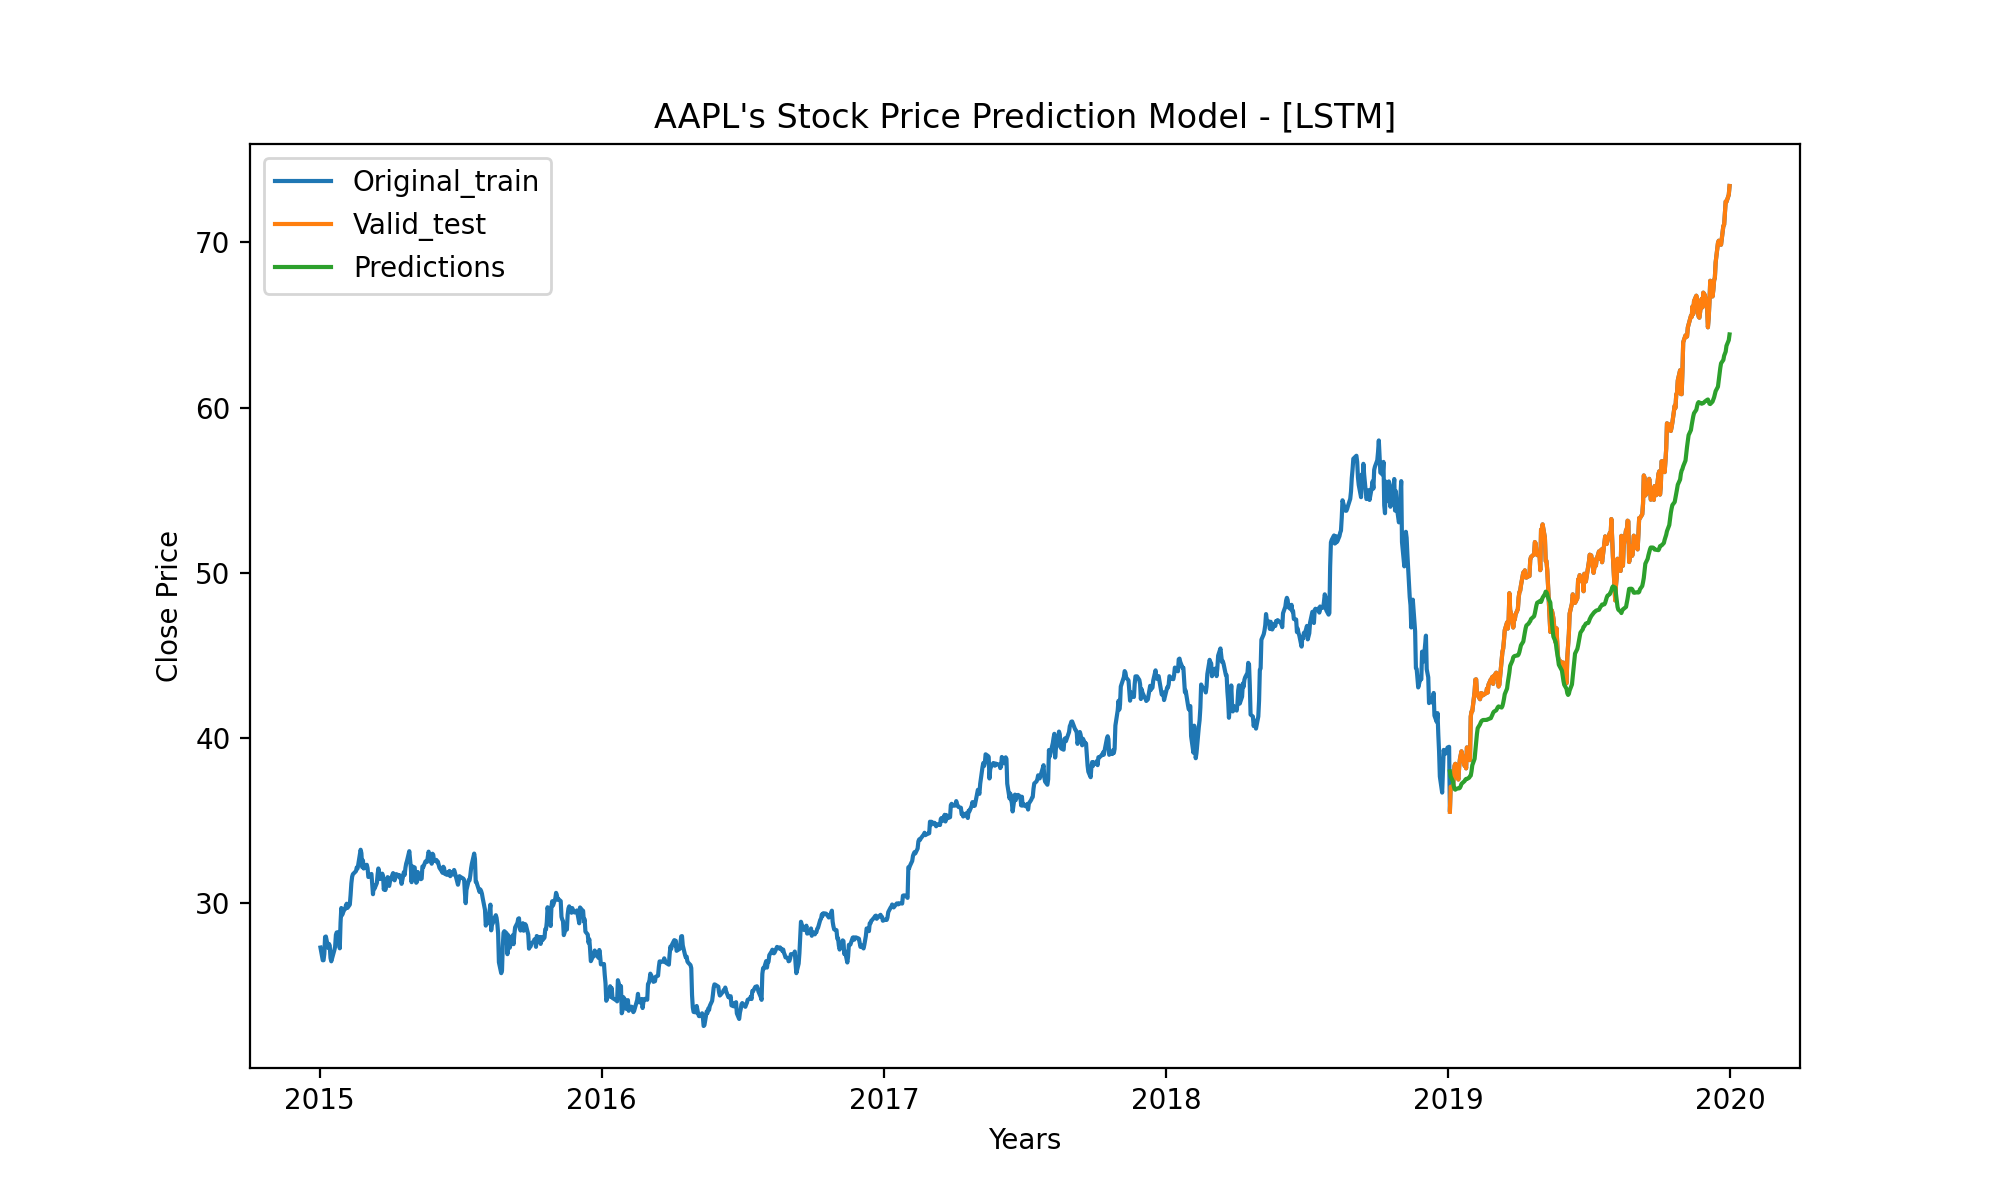 AAPL's Stock Price Prediction Model - [LSTM]
Original_train
Valid_test
Predictions
70
60
50
40
30
Close Price
2015 2016 2017 2018 2019 2020
Years